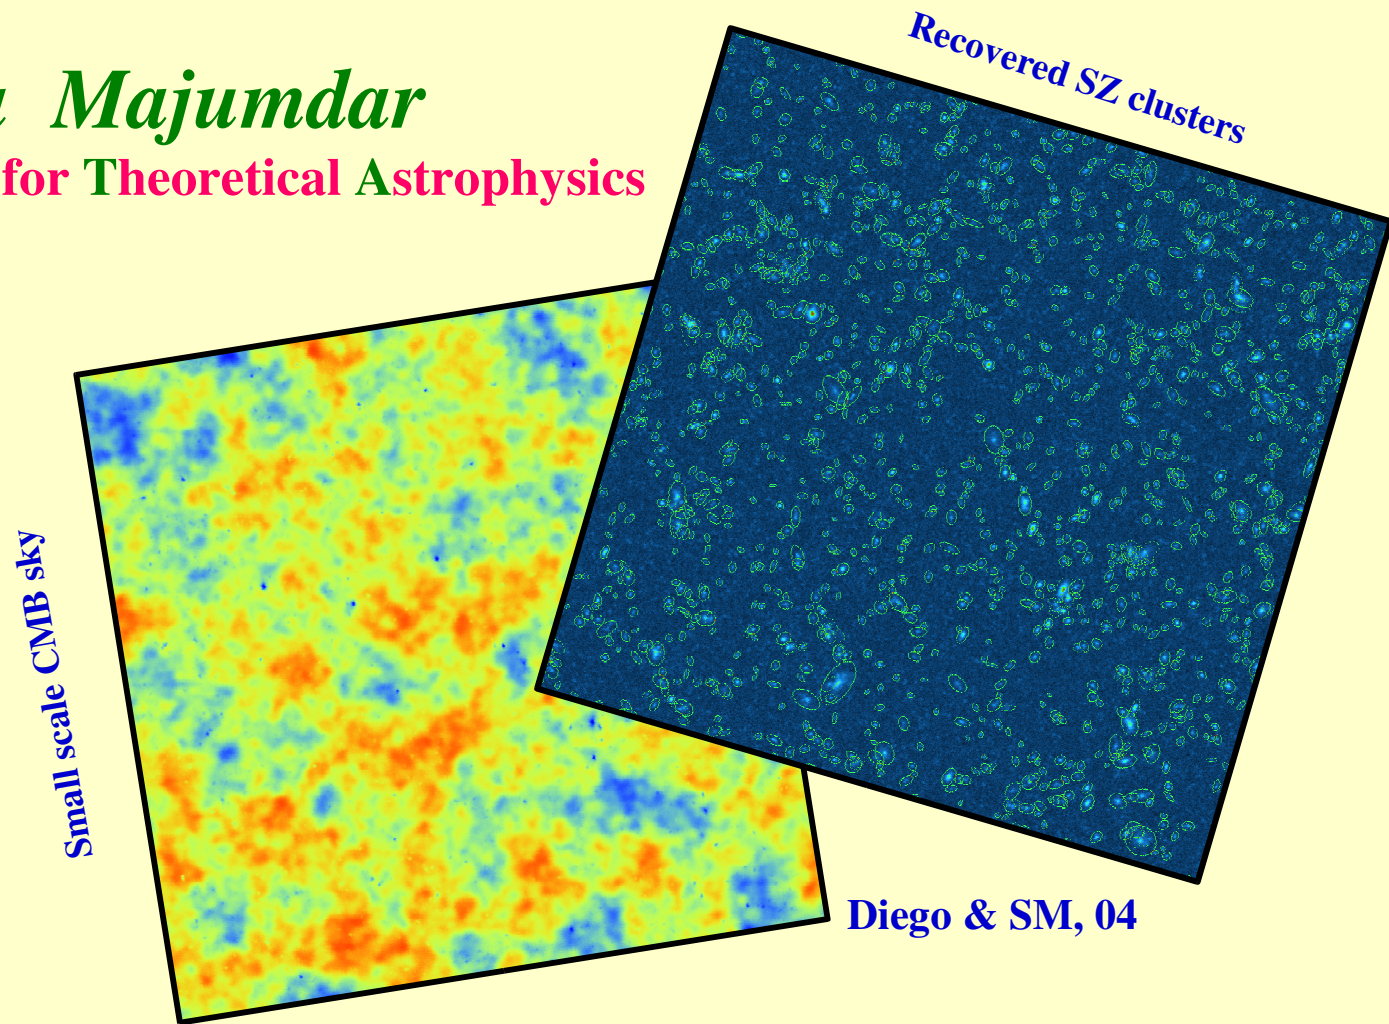 Majumdar
for Theoretical Astrophysics
Recovered SZ clusters
Small scale CMB sky
Diego & SM, 04